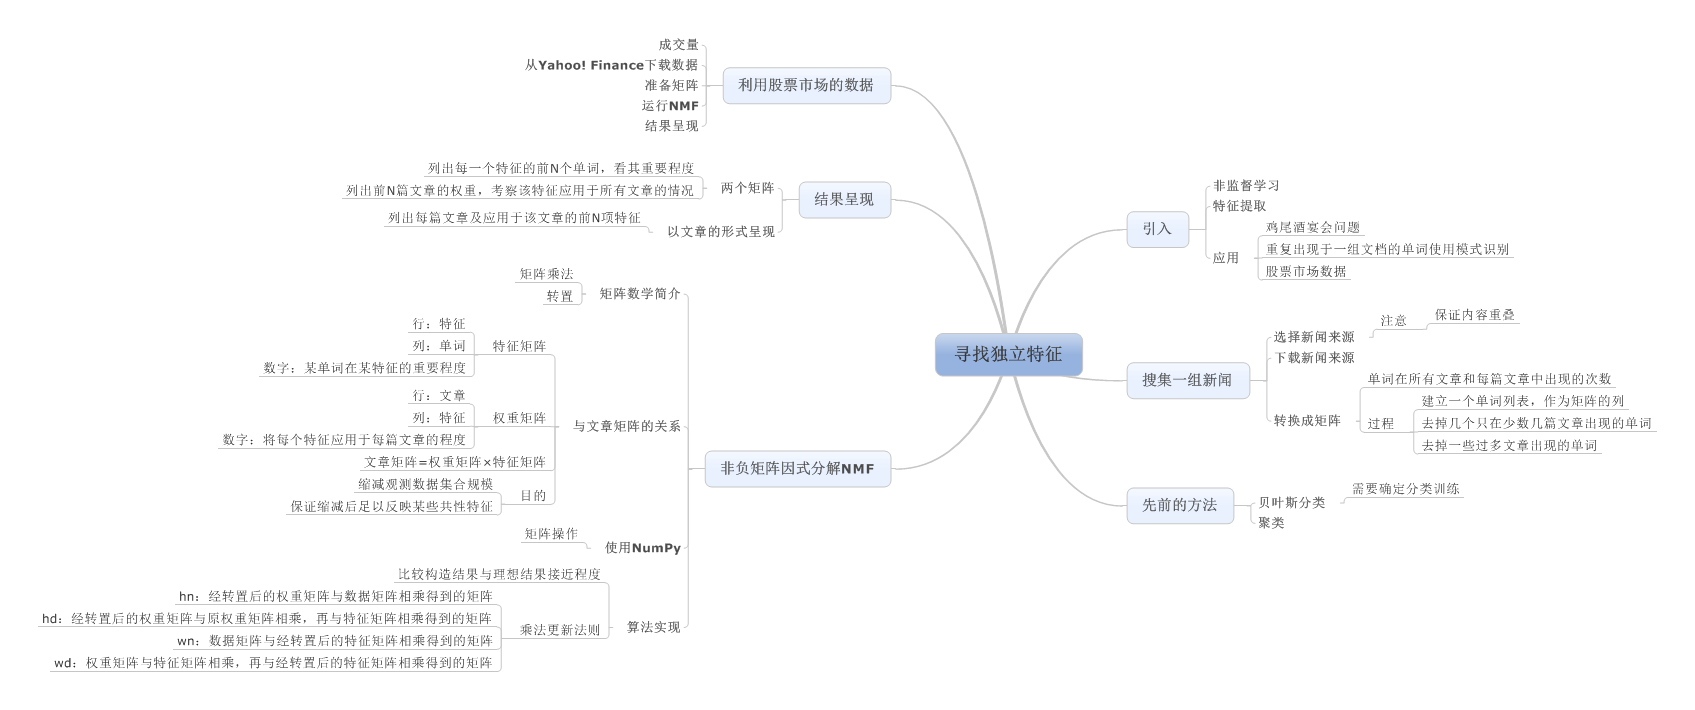 寻找独立特征
引入
非监督学习
特征提取
应用
鸡尾酒宴会问题
重复出现于一组文档的单词使用模式识别
股票市场数据
搜集一组新闻
选择新闻来源
注意
保证内容重叠
下载新闻来源
转换成矩阵
单词在所有文章和每篇文章中出现的次数
过程
建立一个单词列表，作为矩阵的列
去掉几个只在少数几篇文章出现的单词
去掉一些过多文章出现的单词
先前的方法
贝叶斯分类
需要确定分类训练
聚类
利用股票市场的数据
成交量
从Yahoo! Finance下载数据
准备矩阵
运行NMF
结果呈现
结果呈现
两个矩阵
列出每一个特征的前N个单词，看其重要程度
列出前N篇文章的权重，考察该特征应用于所有文章的情况
以文章的形式呈现
列出每篇文章及应用于该文章的前N项特征
非负矩阵因式分解NMF
矩阵数学简介
矩阵乘法
转置
与文章矩阵的关系
特征矩阵
行：特征
列：单词
数字：某单词在某特征的重要程度
权重矩阵
行：文章
列：特征
数字：将每个特征应用于每篇文章的程度
文章矩阵=权重矩阵×特征矩阵
目的
缩减观测数据集合规模
保证缩减后足以反映某些共性特征
使用NumPy
矩阵操作
算法实现
比较构造结果与理想结果接近程度
乘法更新法则
hn：经转置后的权重矩阵与数据矩阵相乘得到的矩阵
hd：经转置后的权重矩阵与原权重矩阵相乘，再与特征矩阵相乘得到的矩阵
wn：数据矩阵与经转置后的特征矩阵相乘得到的矩阵
wd：权重矩阵与特征矩阵相乘，再与经转置后的特征矩阵相乘得到的矩阵